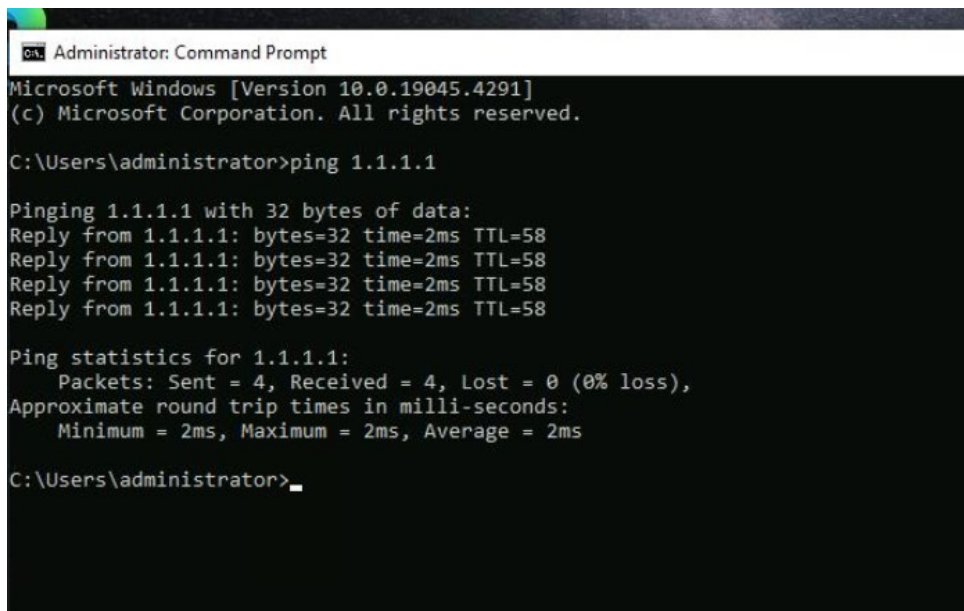 Administrator: Command Prompt
Microsoft Windows [Version 10.0.19045.4291]
(c) Microsoft Corporation. All rights reserved.
C:\Users\administrator>ping 1.1.1.1
Pinging 1.1.1.1 with 32 bytes of data:
Reply from 1.1.1.1: bytes=32 time=2ms TTL=58
Reply from 1.1.1.1: bytes=32 time=2ms TTL=58
Reply from 1.1.1.1: bytes=32 time=2ms TTL=58
Reply from 1.1.1.1: bytes=32 time=2ms TTL=58
Ping statistics for 1.1.1.1:
    Packets: Sent = 4, Received = 4, Lost = 0 (0% loss),
Approximate round trip times in milli-seconds:
    Minimum = 2ms, Maximum = 2ms, Average = 2ms
C:\Users\administrator>